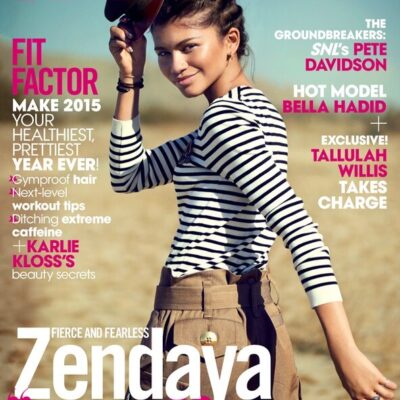 FIT
FACTOR
MAKE 2015
YOUR
HEALTHIEST,
PRETTIEST
YEAR EVER!
Gymproof hair
Next-level
workout tips
Ditching extreme
caffeine
+KARLIE
KLOSS'S
beauty secrets
THE
GROUNDBREAKERS:
SNL's PETE
DAVIDSON
HOT MODEL
BELLA HADID
+
EXCLUSIVE!
TALLULAH
WILLIS
TAKES
CHARGE
FIERCE AND FEARLESS
Zendaya